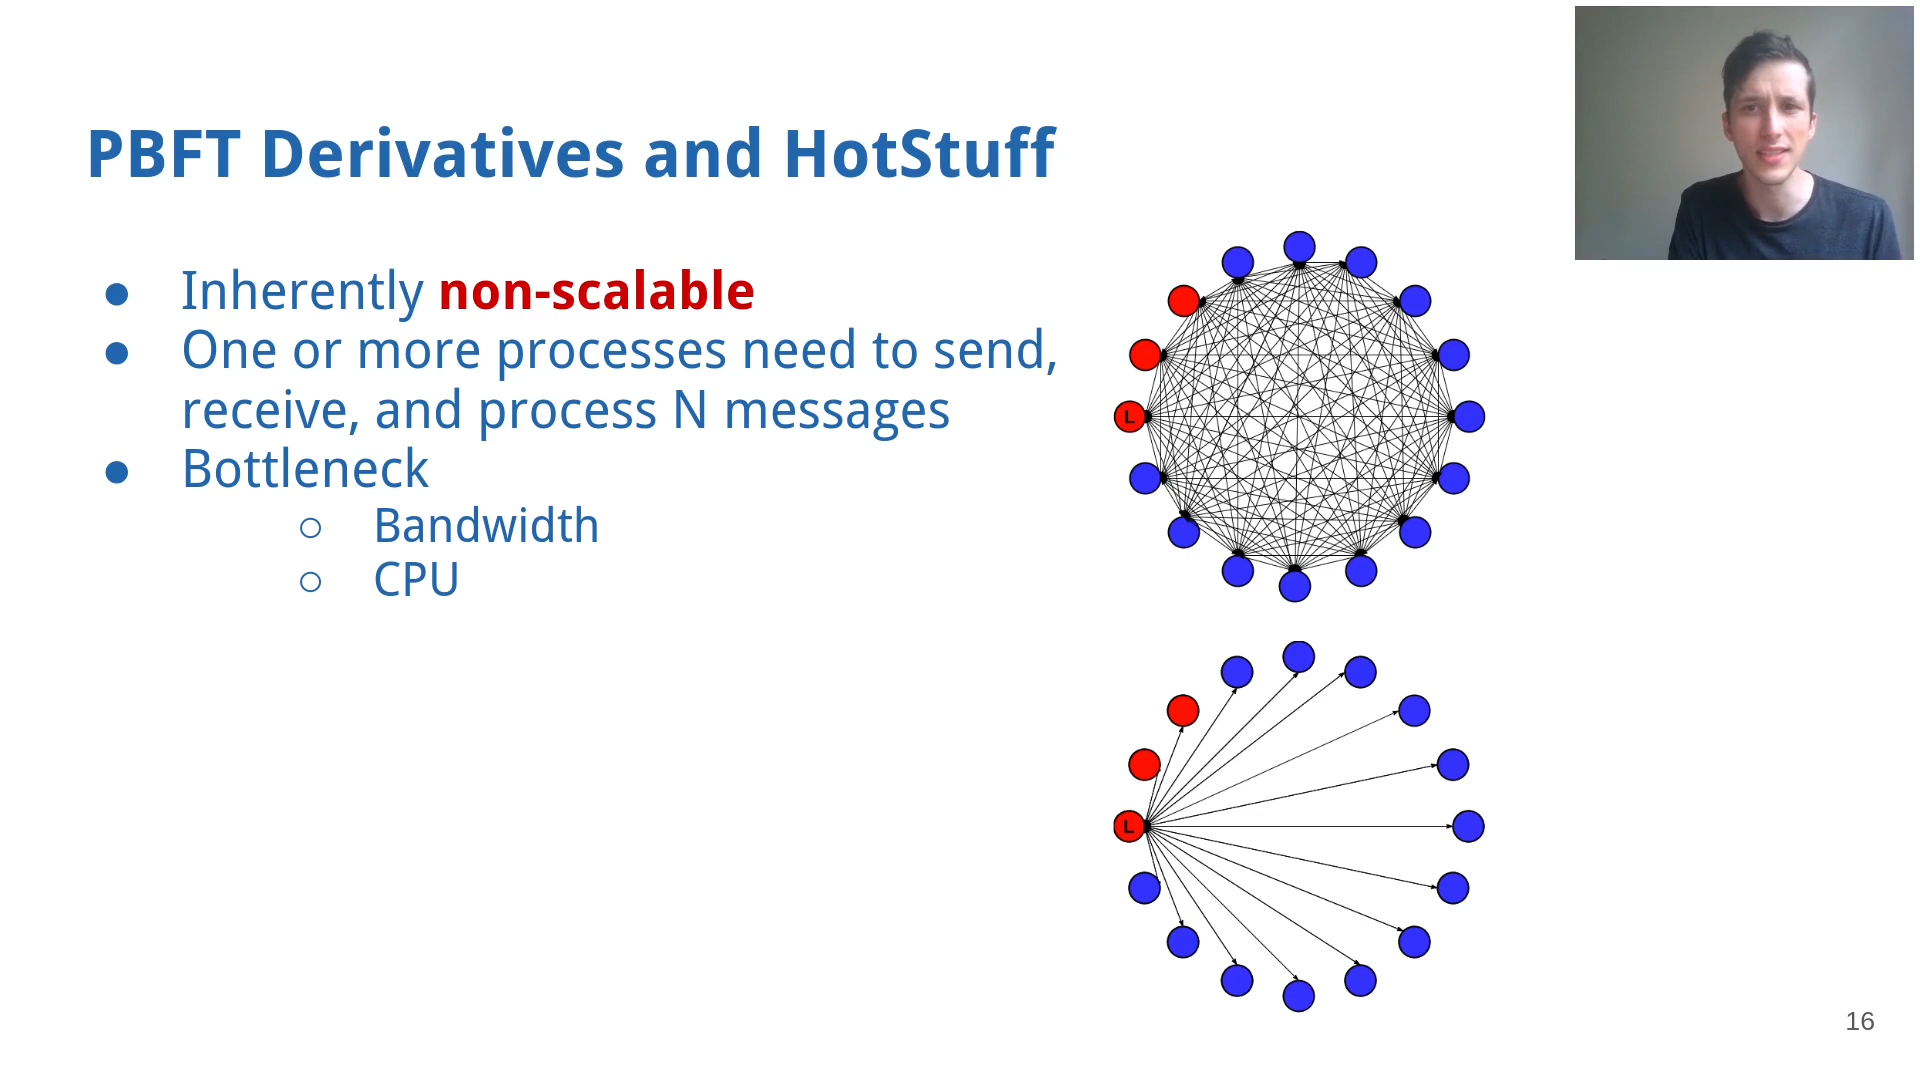 PBFT Derivatives and HotStuff
● Inherently non-scalable
● One or more processes need to send,
receive, and process N messages
● Bottleneck
○ Bandwidth
○ CPU
L
L
16